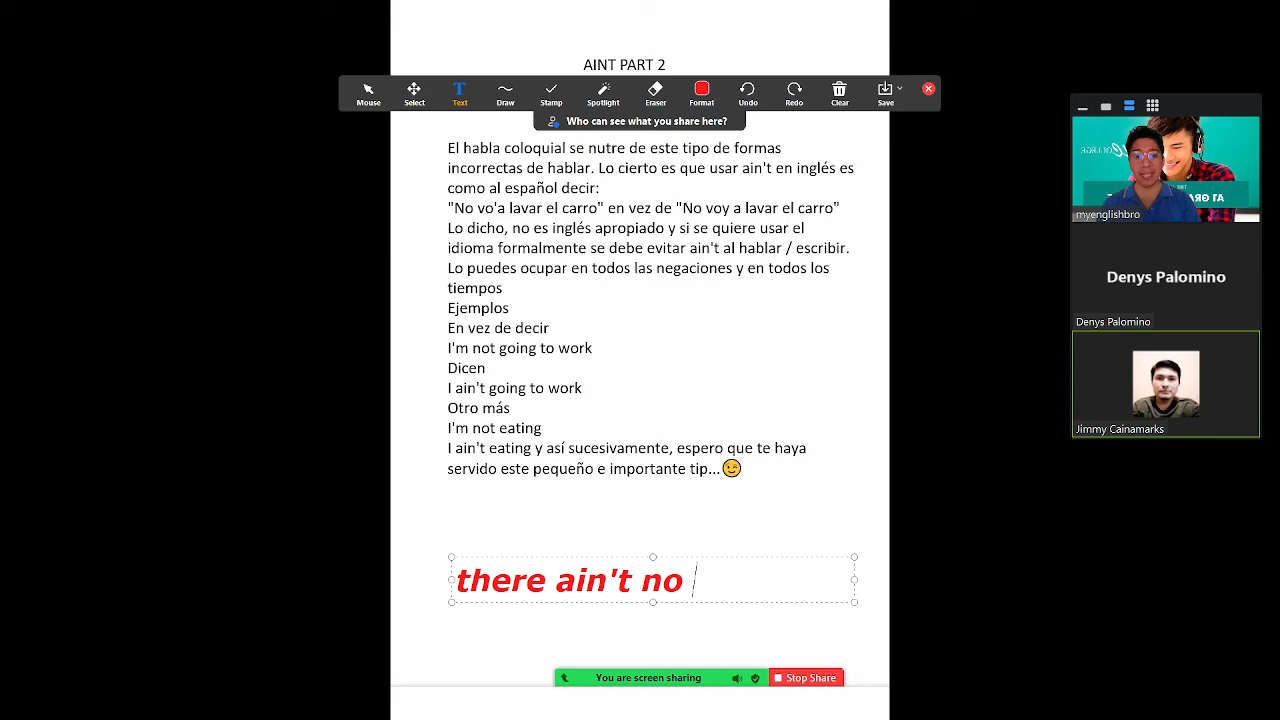 AINT PART 2
Mouse
Select
Text
Draw
Stamp
Spotlight
Eraser
Format
Undo
Redo
Clear
Save
Who can see what you share here?
El habla coloquial se nutre de este tipo de formas
incorrectas de hablar. Lo cierto es que usar ain't en inglés es
como al español decir:
"No vo'a lavar el carro" en vez de "No voy a lavar el carro"
Lo dicho, no es inglés apropiado y si se quiere usar el
idioma formalmente se debe evitar ain't al hablar / escribir.
Lo puedes ocupar en todos las negaciones y en todos los
tiempos
Ejemplos
En vez de decir
I'm not going to work
Dicen
I ain't going to work
Otro más
I'm not eating
I ain't eating y así sucesivamente, espero que te haya
servido este pequeño e importante tip...😉
there ain't no
You are screen sharing
Stop Share
myenglishbro
Denys Palomino
Denys Palomino
Jimmy Cainamarks